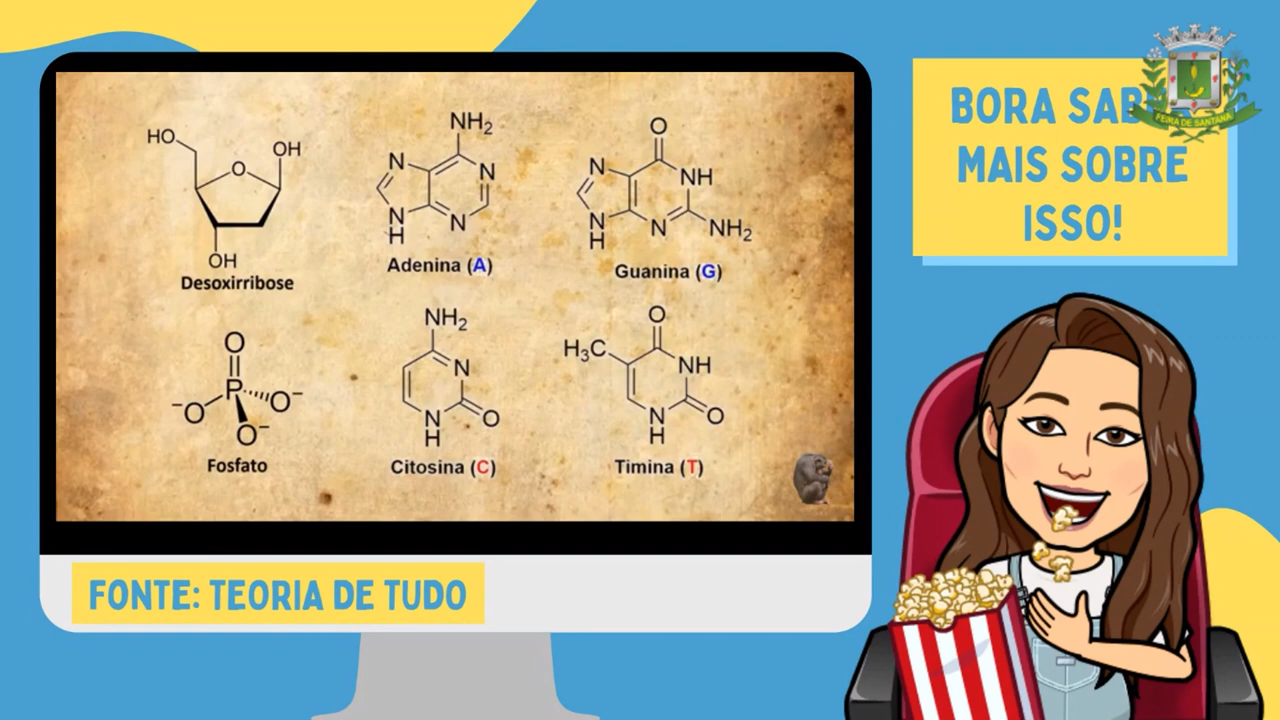 HO
OH
O
OH
Desoxirribose
NH₂
N
N
N
H
N
Adenina (A)
O
N
NH
N
H
N
NH₂
Guanina (G)
O
P
⁻O
O⁻
O⁻
Fosfato
NH₂
N
N
H
O
Citosina (C)
O
H₃C
NH
N
H
O
Timina (T)
FONTE: TEORIA DE TUDO
BORA SAB
MAIS SOBRE
ISSO!
FEIRA DE SANTANA